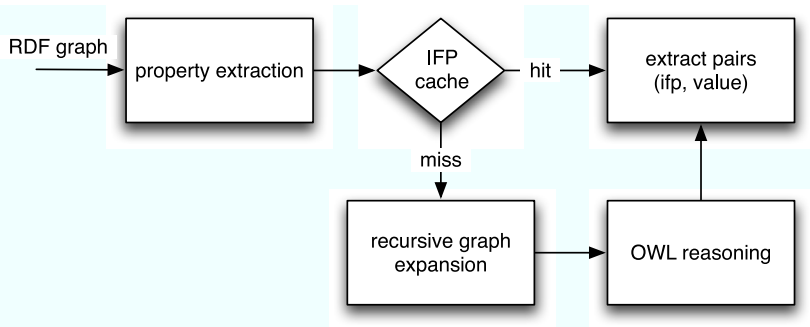 RDF graph
property extraction
IFP
cache
hit
extract pairs
(ifp, value)
miss
recursive graph
expansion
OWL reasoning